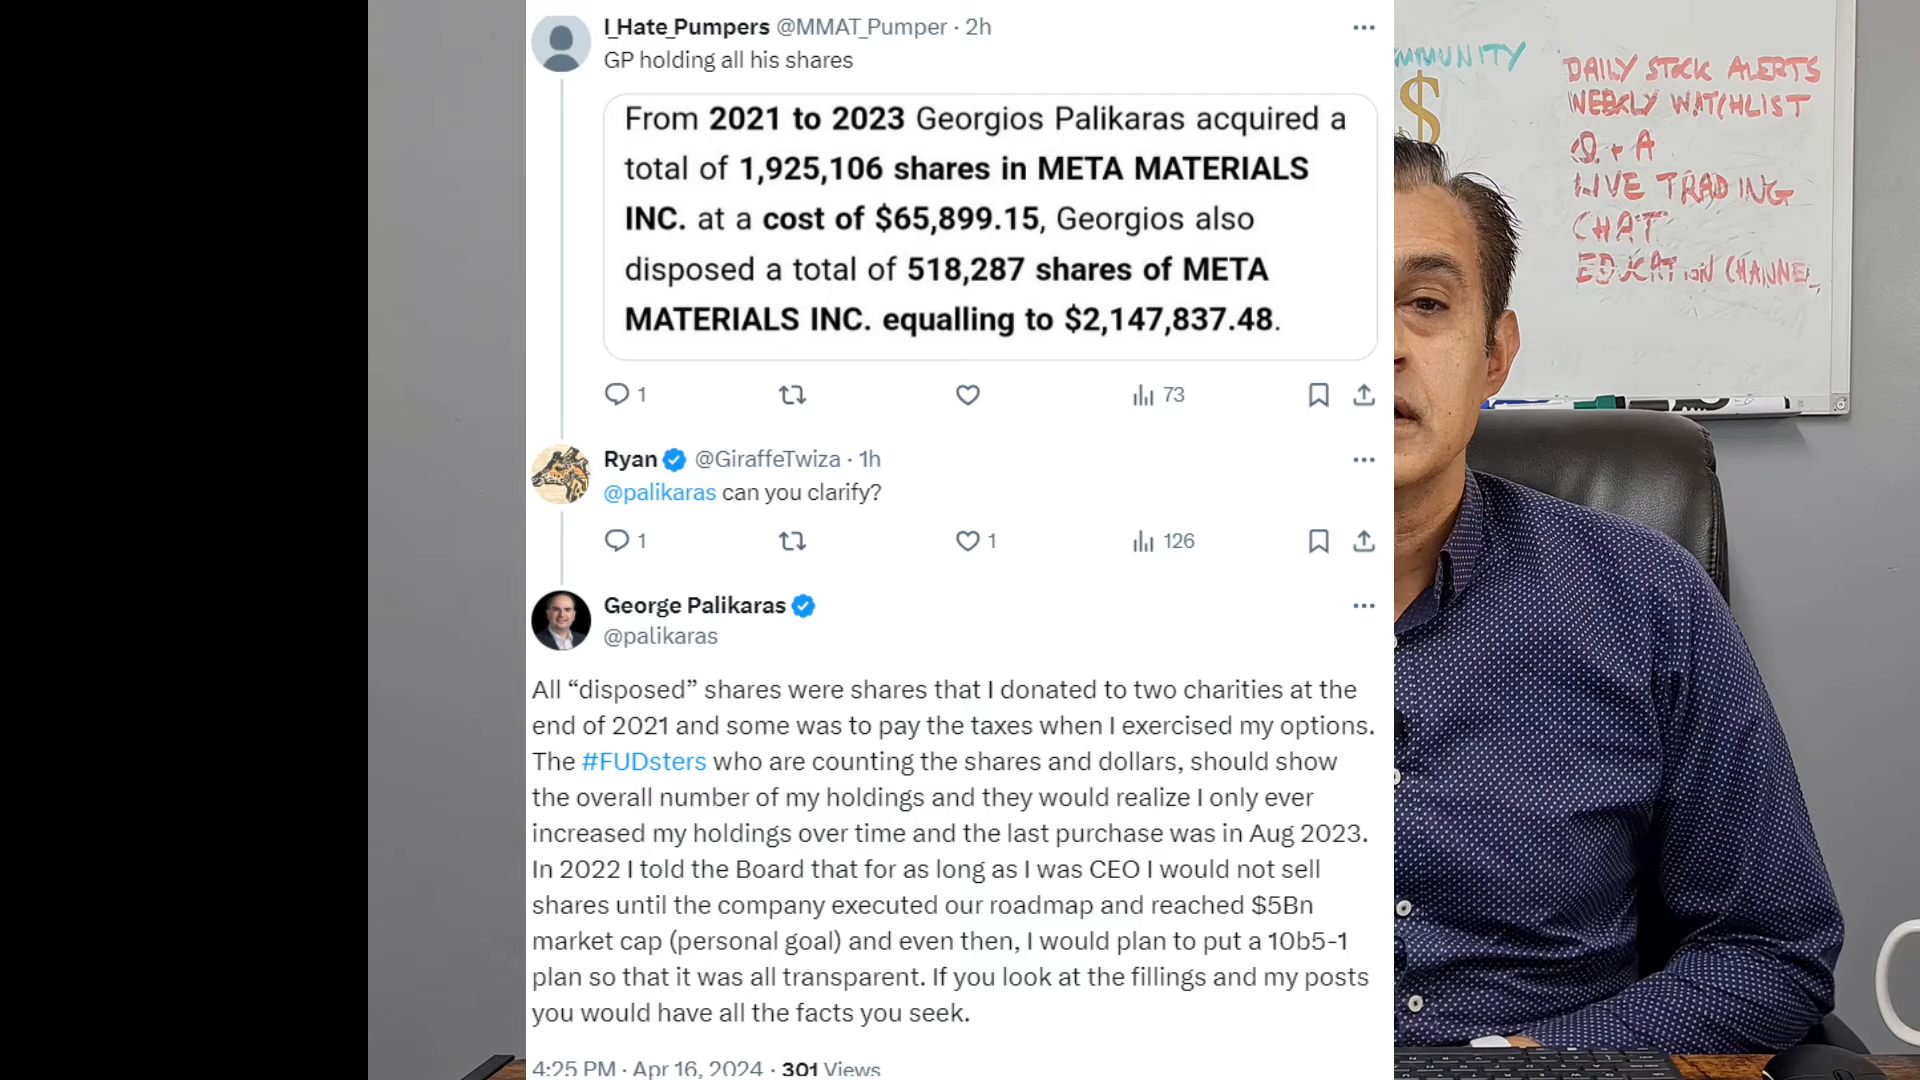 I_Hate_Pumpers @MMAT_Pumper · 2h
GP holding all his shares
From 2021 to 2023 Georgios Palikaras acquired a
total of 1,925,106 shares in META MATERIALS
INC. at a cost of $65,899.15, Georgios also
disposed a total of 518,287 shares of META
MATERIALS INC. equalling to $2,147,837.48.
1 73
Ryan @GiraffeTwiza · 1h
@palikaras can you clarify?
1 1 126
George Palikaras
@palikaras
All “disposed” shares were shares that I donated to two charities at the
end of 2021 and some was to pay the taxes when I exercised my options.
The #FUDsters who are counting the shares and dollars, should show
the overall number of my holdings and they would realize I only ever
increased my holdings over time and the last purchase was in Aug 2023.
In 2022 I told the Board that for as long as I was CEO I would not sell
shares until the company executed our roadmap and reached $5Bn
market cap (personal goal) and even then, I would plan to put a 10b5-1
plan so that it was all transparent. If you look at the fillings and my posts
you would have all the facts you seek.
4:25 PM · Apr 16, 2024 · 301 Views
$
DAILY STOCK ALERTS
WEEKLY WATCHLIST
Q + A
LIVE TRADING
CHAT
EDUCATION CHANNEL